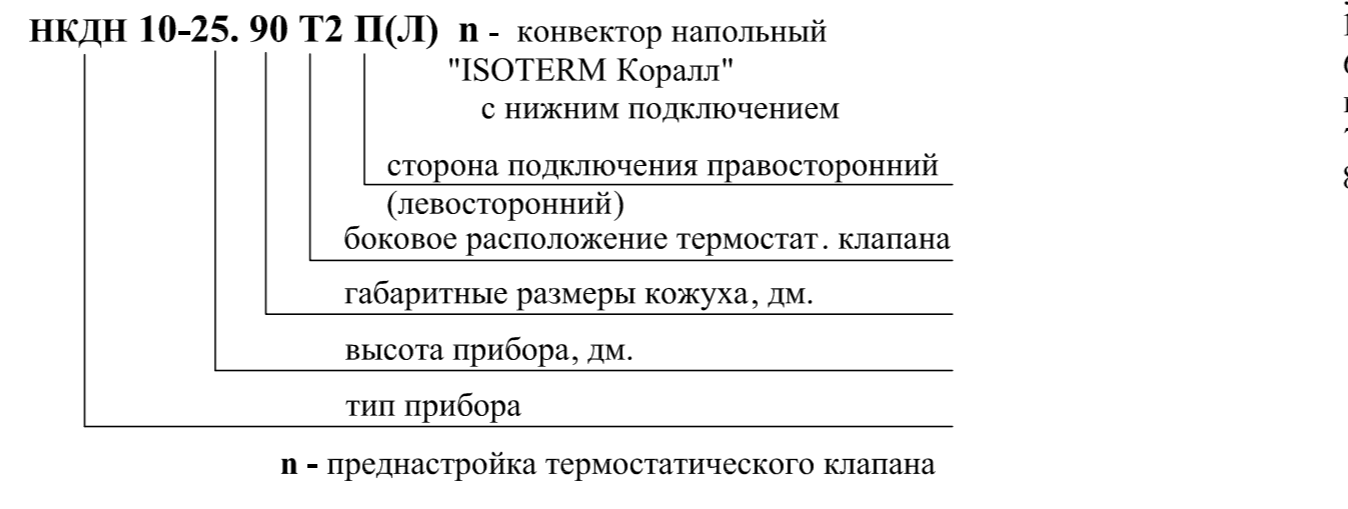 НКДН 10-25. 90 Т2 П(Л) n - конвектор напольный
"ISOTERM Коралл"
с нижним подключением
сторона подключения правосторонний
(левосторонний)
боковое расположение термостат. клапана
габаритные размеры кожуха, дм.
высота прибора, дм.
тип прибора
n - преднастройка термостатического клапана